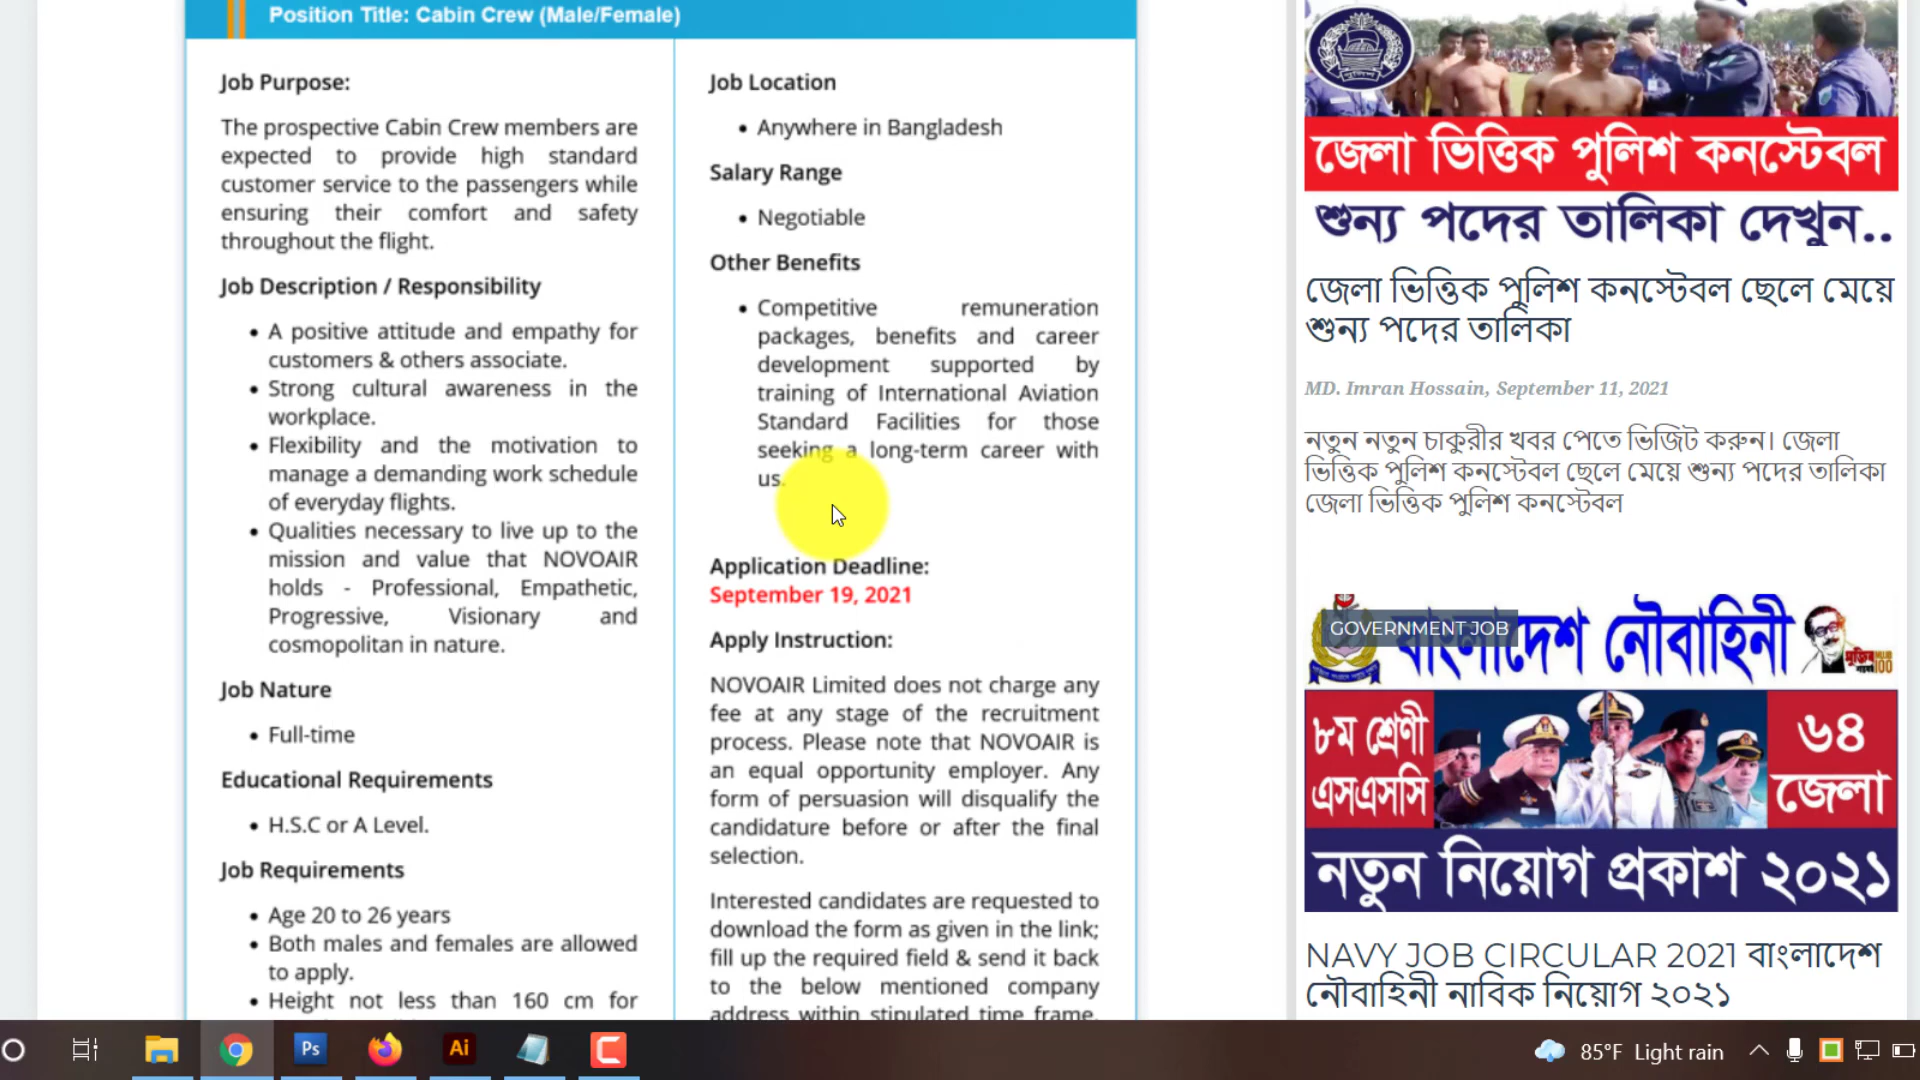 Position Title: Cabin Crew (Male/Female)
Job Purpose:
The prospective Cabin Crew members are
expected to provide high standard
customer service to the passengers while
ensuring their comfort and safety
throughout the flight.
Job Description / Responsibility
• A positive attitude and empathy for
customers & others associate.
• Strong cultural awareness in the
workplace.
• Flexibility and the motivation to
manage a demanding work schedule
of everyday flights.
• Qualities necessary to live up to the
mission and value that NOVOAIR
holds - Professional, Empathetic,
Progressive, Visionary and
cosmopolitan in nature.
Job Nature
• Full-time
Educational Requirements
• H.S.C or A Level.
Job Requirements
• Age 20 to 26 years
• Both males and females are allowed
to apply.
• Height not less than 160 cm for
Job Location
• Anywhere in Bangladesh
Salary Range
• Negotiable
Other Benefits
• Competitive remuneration
packages, benefits and career
development supported by
training of International Aviation
Standard Facilities for those
seeking a long-term career with
us.
Application Deadline:
September 19, 2021
Apply Instruction:
NOVOAIR Limited does not charge any
fee at any stage of the recruitment
process. Please note that NOVOAIR is
an equal opportunity employer. Any
form of persuasion will disqualify the
candidature before or after the final
selection.
Interested candidates are requested to
download the form as given in the link;
fill up the required field & send it back
to the below mentioned company
address within stipulated time frame.
জেলা ভিত্তিক পুলিশ কনস্টেবল
শুন্য পদের তালিকা দেখুন..
জেলা ভিত্তিক পুলিশ কনস্টেবল ছেলে মেয়ে
শুন্য পদের তালিকা
MD. Imran Hossain, September 11, 2021
নতুন নতুন চাকুরীর খবর পেতে ভিজিট করুন। জেলা
ভিত্তিক পুলিশ কনস্টেবল ছেলে মেয়ে শুন্য পদের তালিকা
জেলা ভিত্তিক পুলিশ কনস্টেবল
GOVERNMENT JOB
বাংলাদেশ নৌবাহিনী
মুজিব 100
৮ম শ্রেণী
এসএসসি
৬৪
জেলা
নতুন নিয়োগ প্রকাশ ২০২১
NAVY JOB CIRCULAR 2021 বাংলাদেশ
নৌবাহিনী নাবিক নিয়োগ ২০২১
Ps
Ai
85°F Light rain